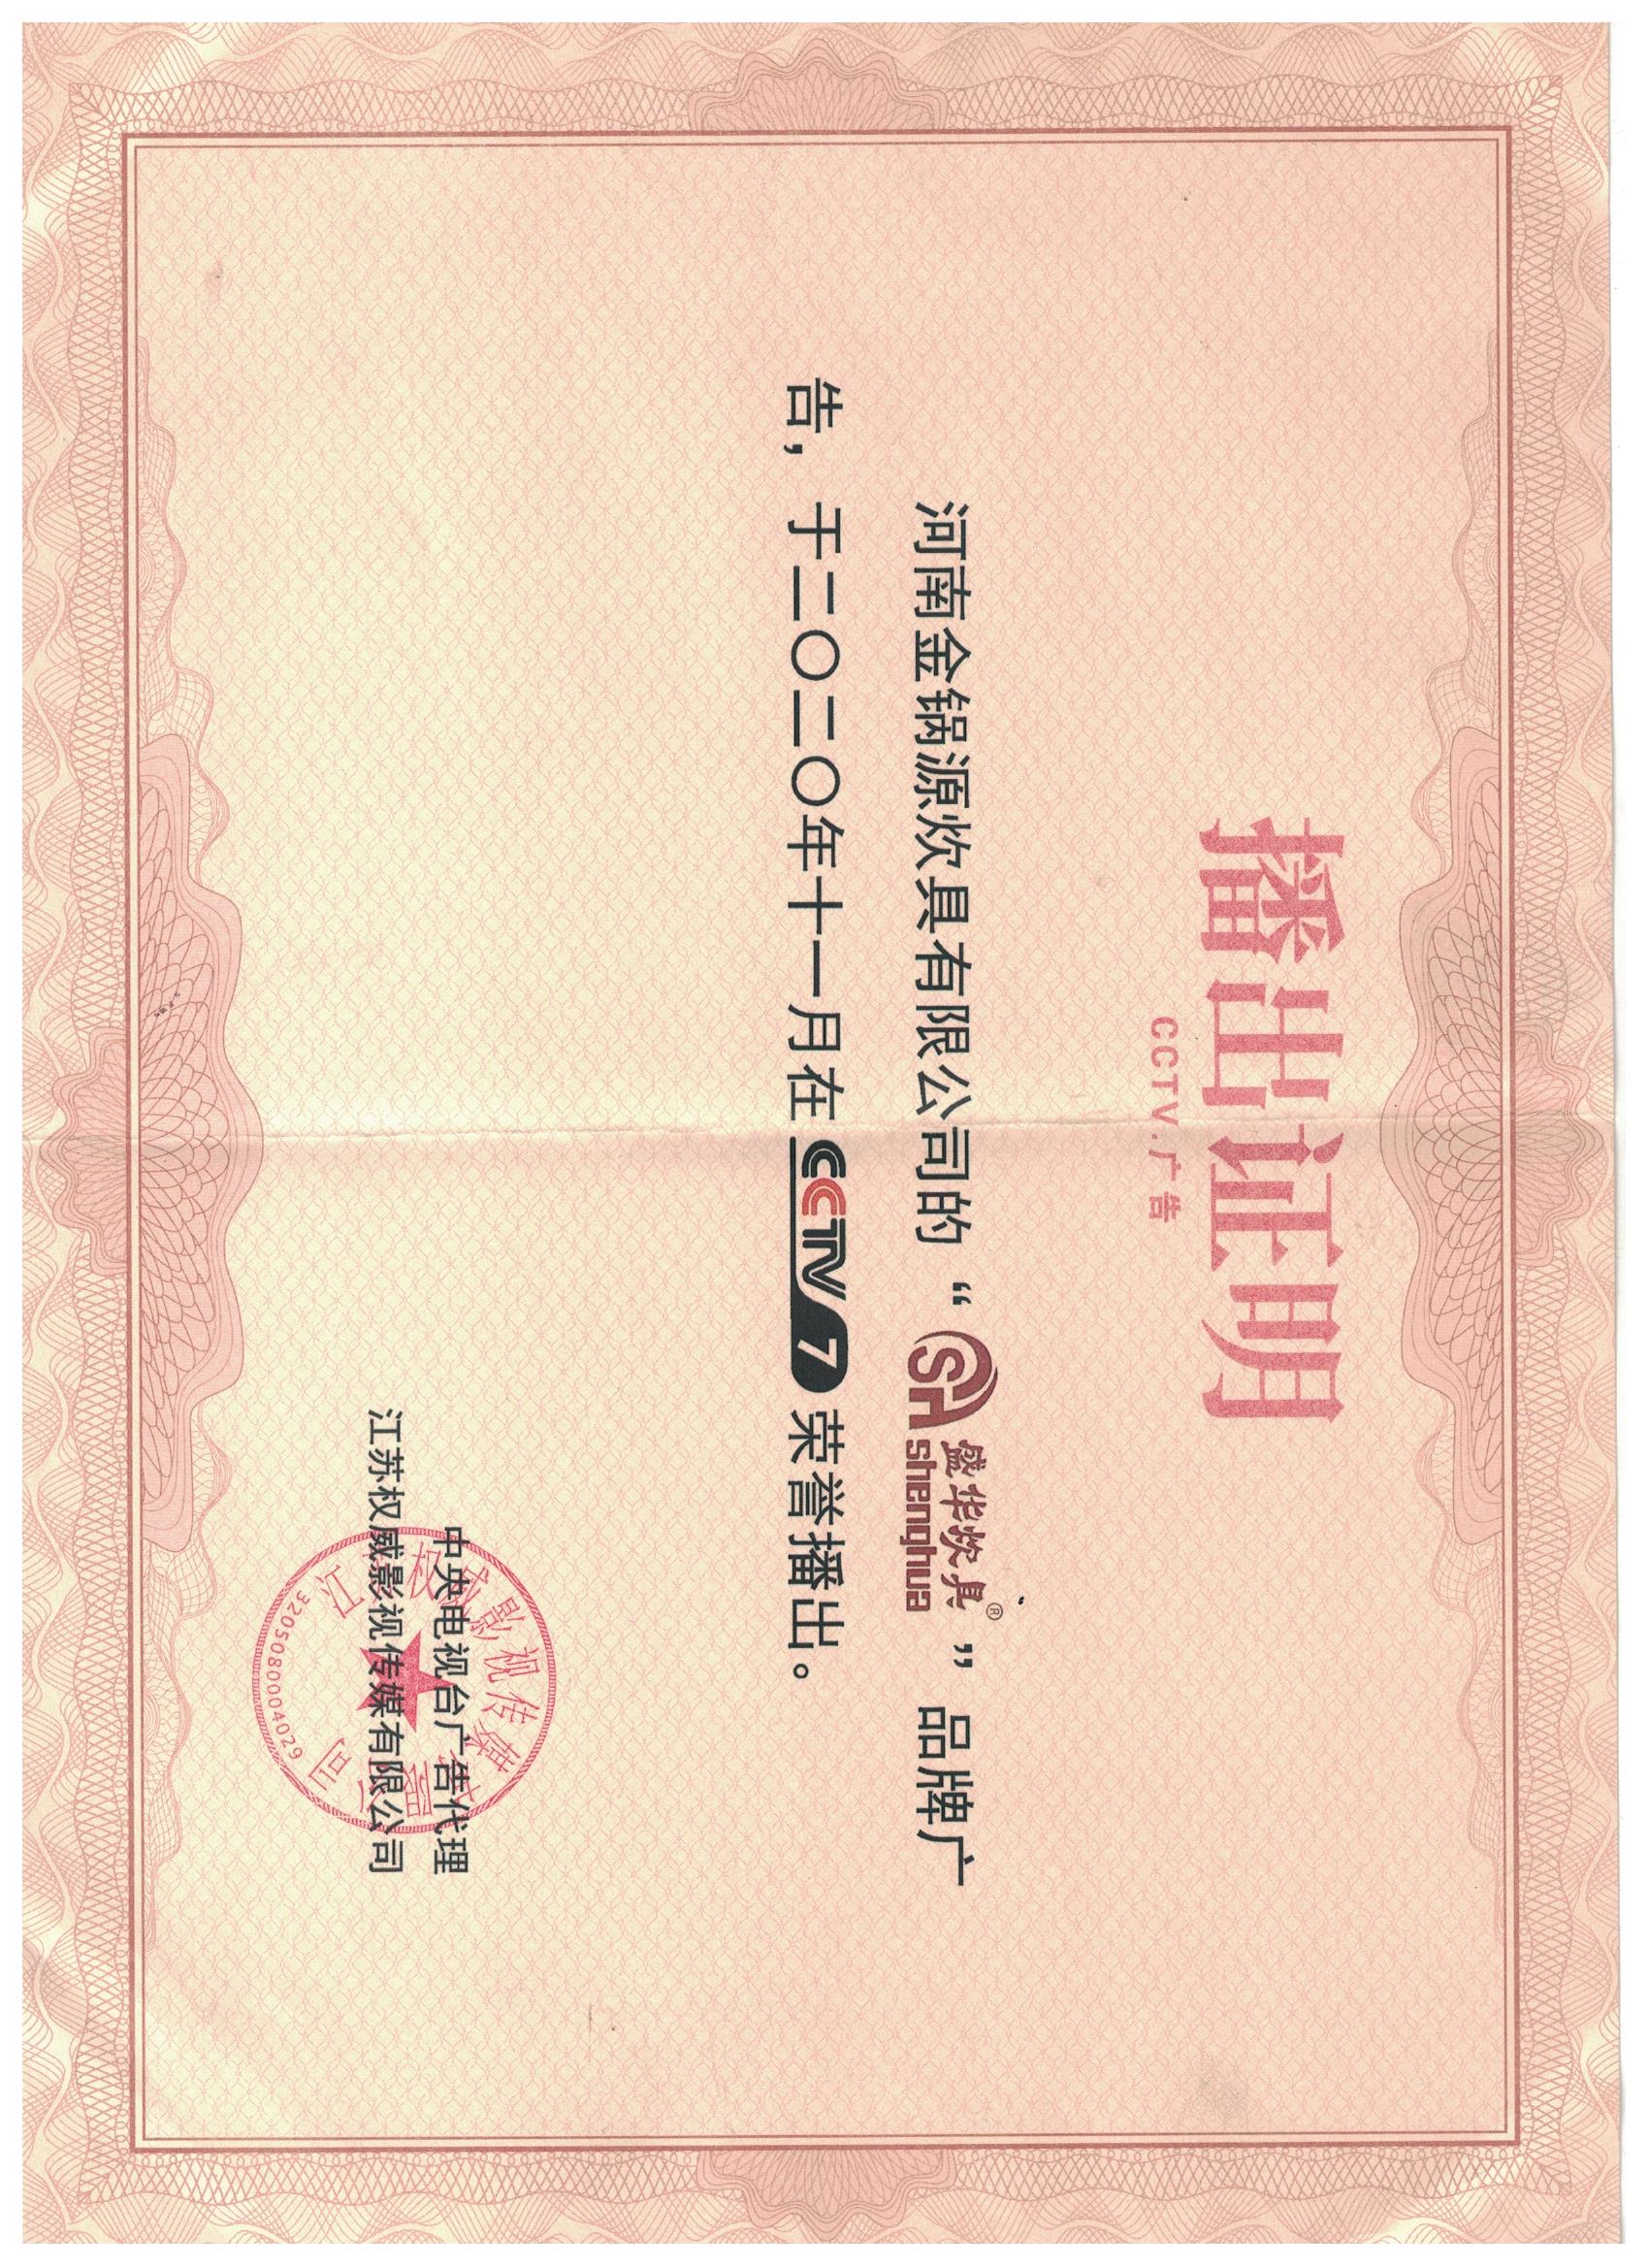 播出证明
CCTV.广告
河南金锅源炊具有限公司的“SH盛华炊具® shenghua”品牌广
告，于二〇二〇年十一月在CCTV7荣誉播出。
中央电视台广告代理
江苏权威影视传媒有限公司
江苏权威影视传媒有限公司
3205080004029